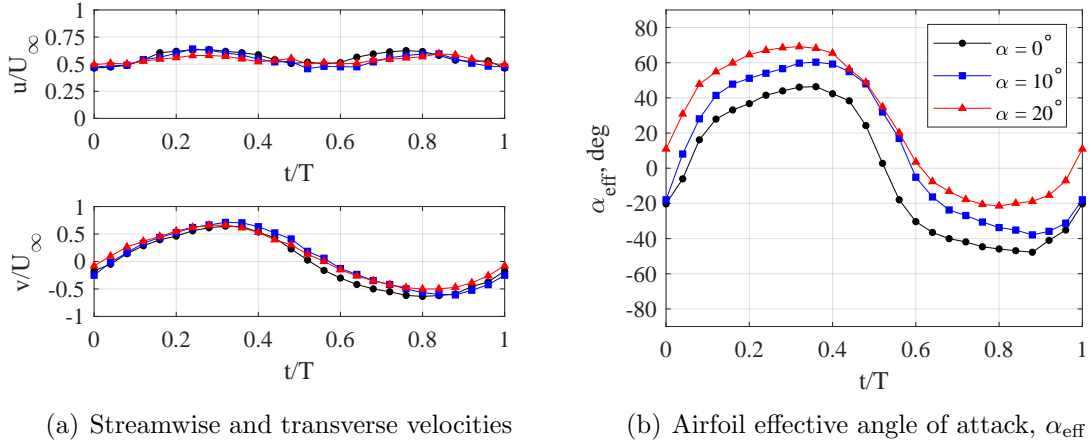 1
0.75
0.5
0.25
0
u/U∞
0 0.2 0.4 0.6 0.8 1
t/T
1
0.5
0
-0.5
-1
v/U∞
0 0.2 0.4 0.6 0.8 1
t/T
(a) Streamwise and transverse velocities
80
60
40
20
0
-20
-40
-60
-80
α_eff, deg
α = 0°
α = 10°
α = 20°
0 0.2 0.4 0.6 0.8 1
t/T
(b) Airfoil effective angle of attack, α_eff